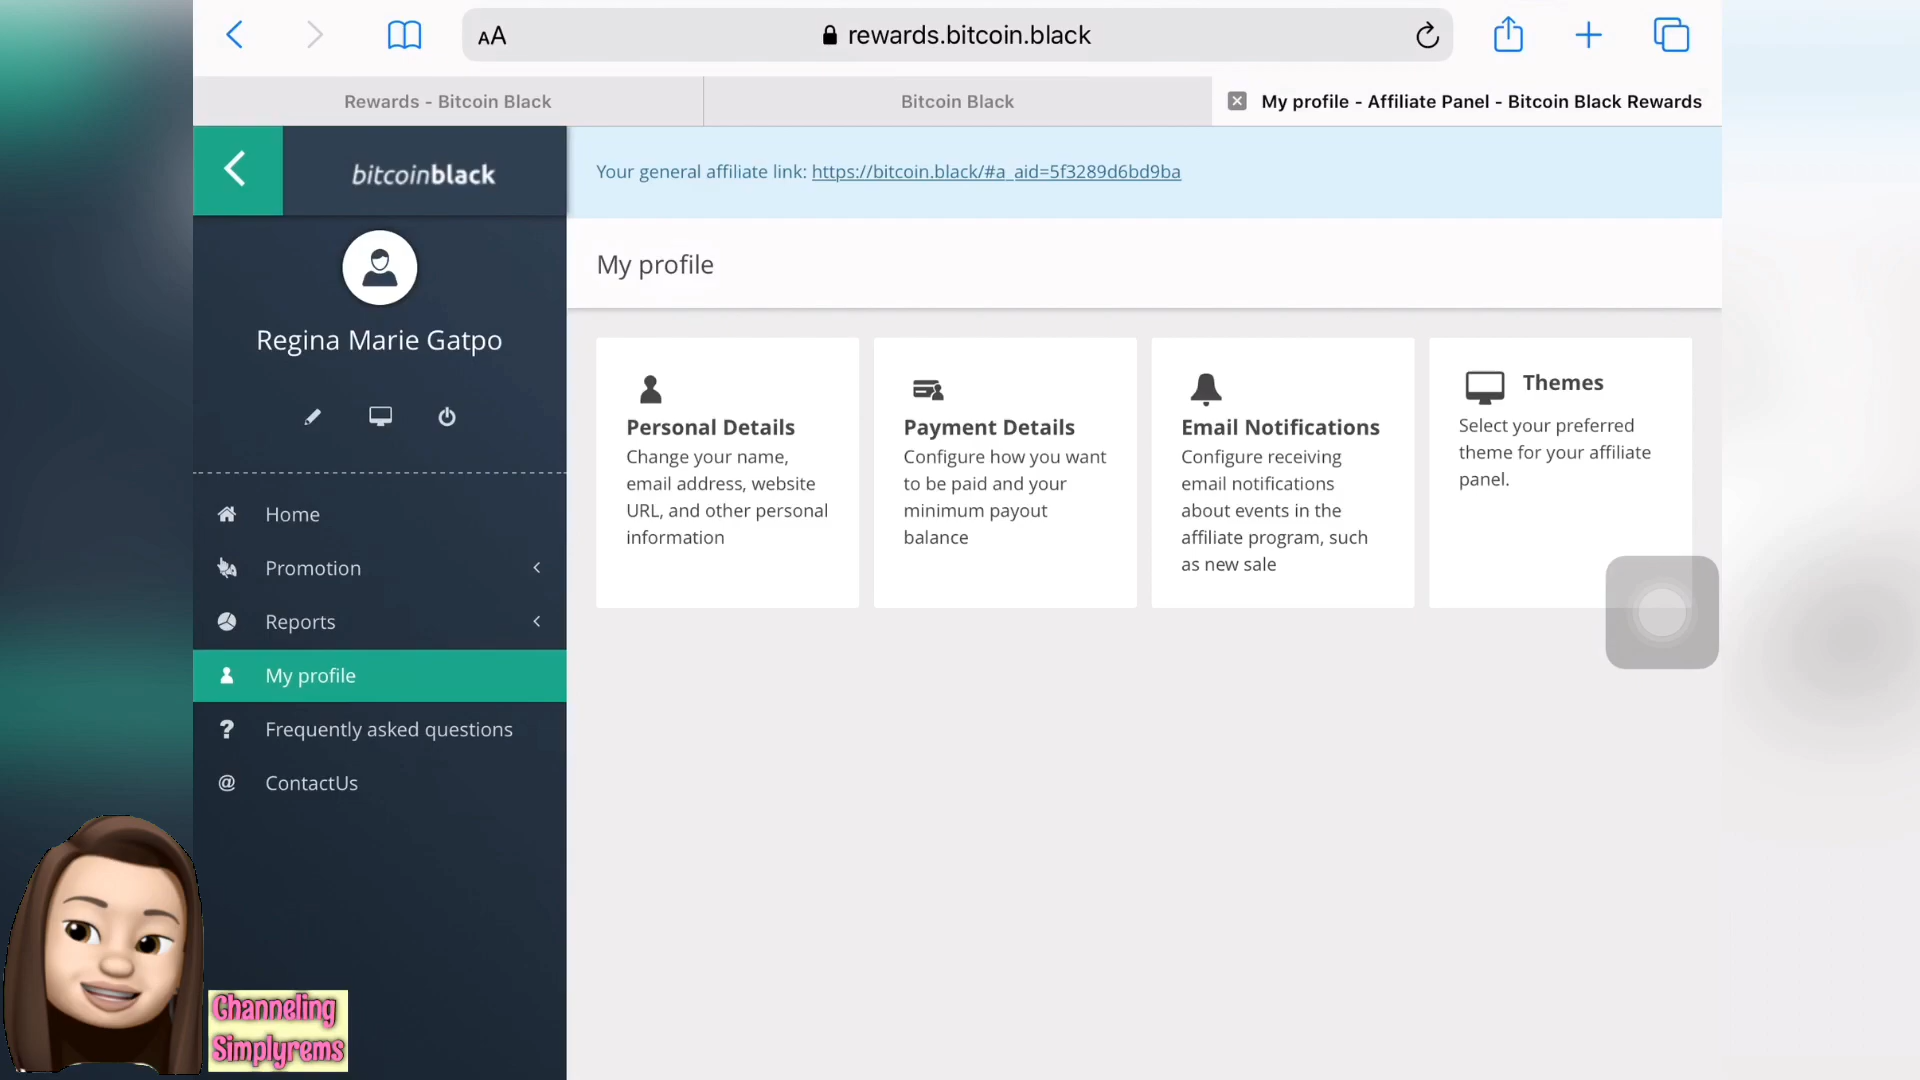 AA
rewards.bitcoin.black
Rewards - Bitcoin Black
Bitcoin Black
My profile - Affiliate Panel - Bitcoin Black Rewards
bitcoinblack
Your general affiliate link: https://bitcoin.black/#a_aid=5f3289d6bd9ba
Regina Marie Gatpo
Home
Promotion
Reports
My profile
Frequently asked questions
@ ContactUs
My profile
Personal Details
Change your name,
email address, website
URL, and other personal
information
Payment Details
Configure how you want
to be paid and your
minimum payout
balance
Email Notifications
Configure receiving
email notifications
about events in the
affiliate program, such
as new sale
Themes
Select your preferred
theme for your affiliate
panel.
Channeling
Simplyrems